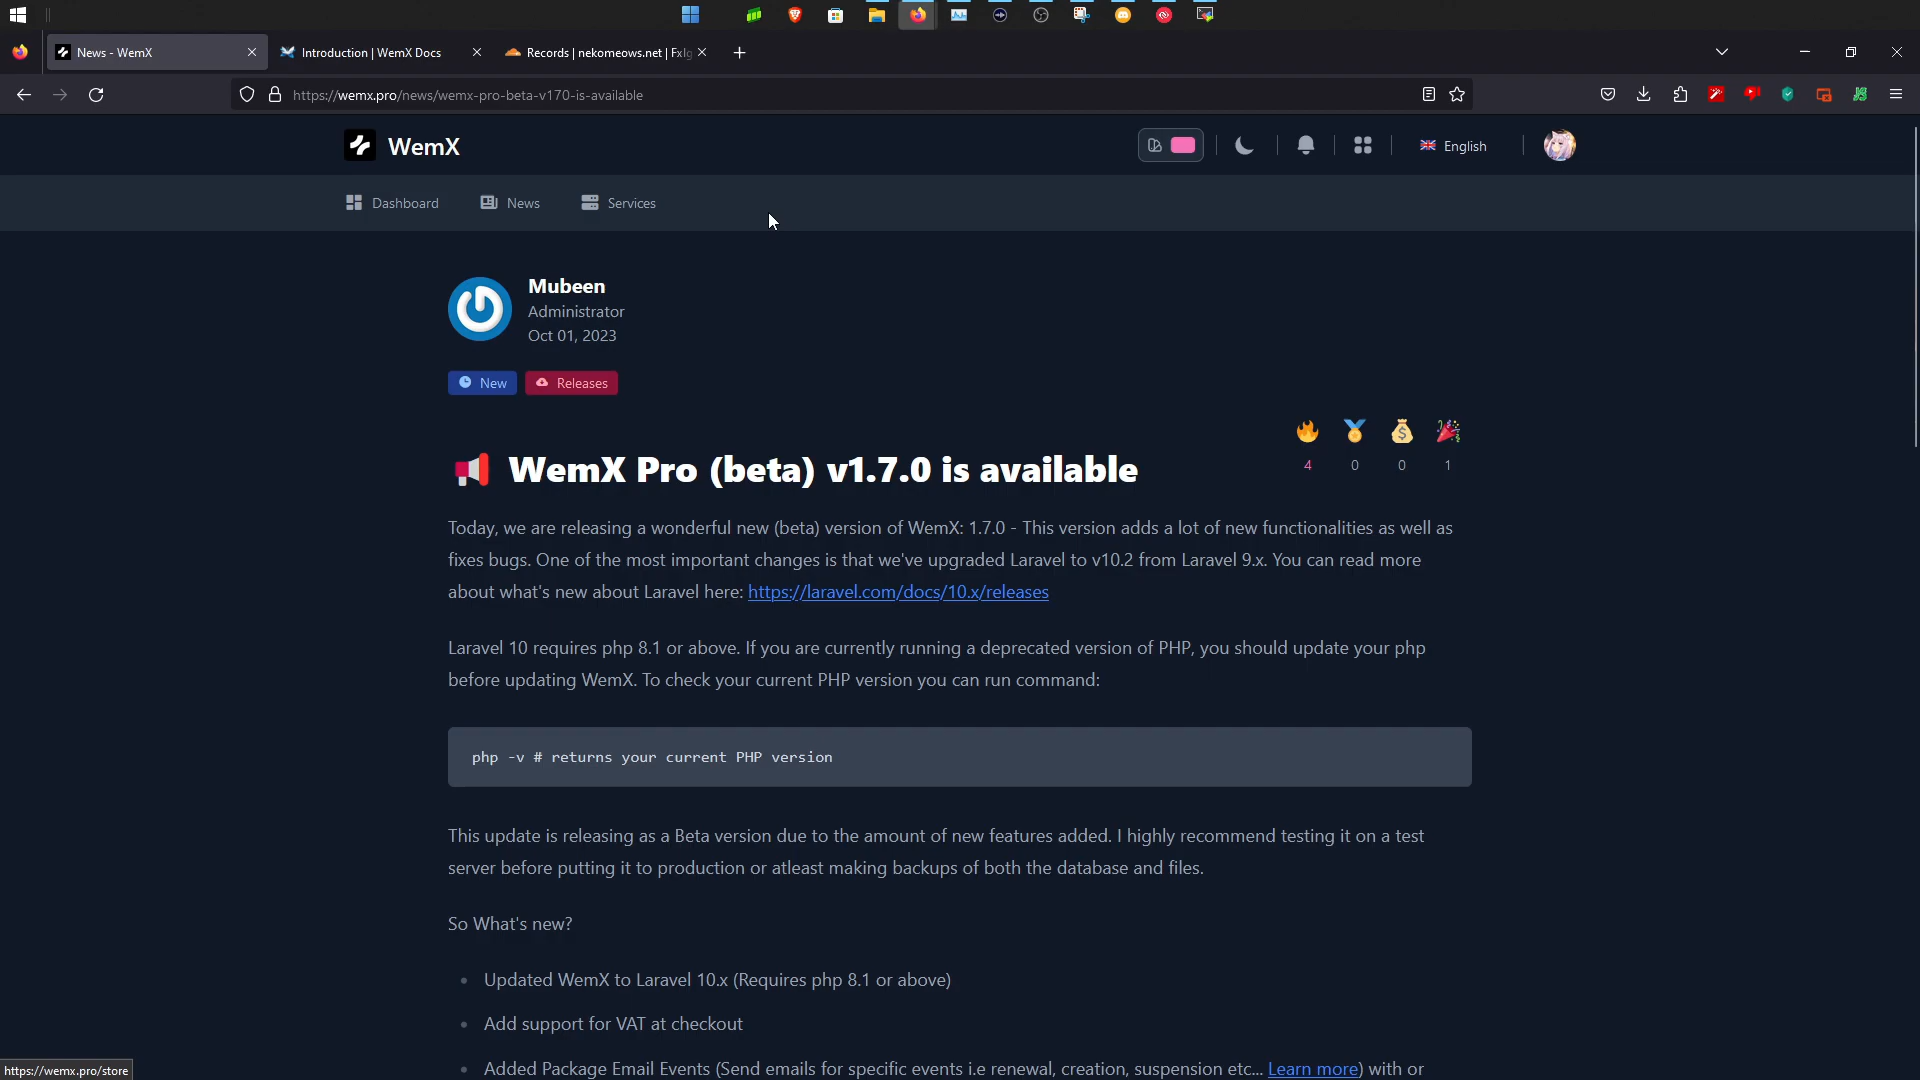 News - WemX
Introduction | WemX Docs
Records | nekomeows.net | FxIg
https://wemx.pro/news/wemx-pro-beta-v170-is-available
WemX
English
Dashboard
News
Services
Mubeen
Administrator
Oct 01, 2023
New
Releases
4
0
0
1
📢 WemX Pro (beta) v1.7.0 is available
Today, we are releasing a wonderful new (beta) version of WemX: 1.7.0 - This version adds a lot of new functionalities as well as
fixes bugs. One of the most important changes is that we've upgraded Laravel to v10.2 from Laravel 9.x. You can read more
about what's new about Laravel here: https://laravel.com/docs/10.x/releases
Laravel 10 requires php 8.1 or above. If you are currently running a deprecated version of PHP, you should update your php
before updating WemX. To check your current PHP version you can run command:
php -v # returns your current PHP version
This update is releasing as a Beta version due to the amount of new features added. I highly recommend testing it on a test
server before putting it to production or atleast making backups of both the database and files.
So What's new?
• Updated WemX to Laravel 10.x (Requires php 8.1 or above)
• Add support for VAT at checkout
• Added Package Email Events (Send emails for specific events i.e renewal, creation, suspension etc... Learn more) with or
https://wemx.pro/store